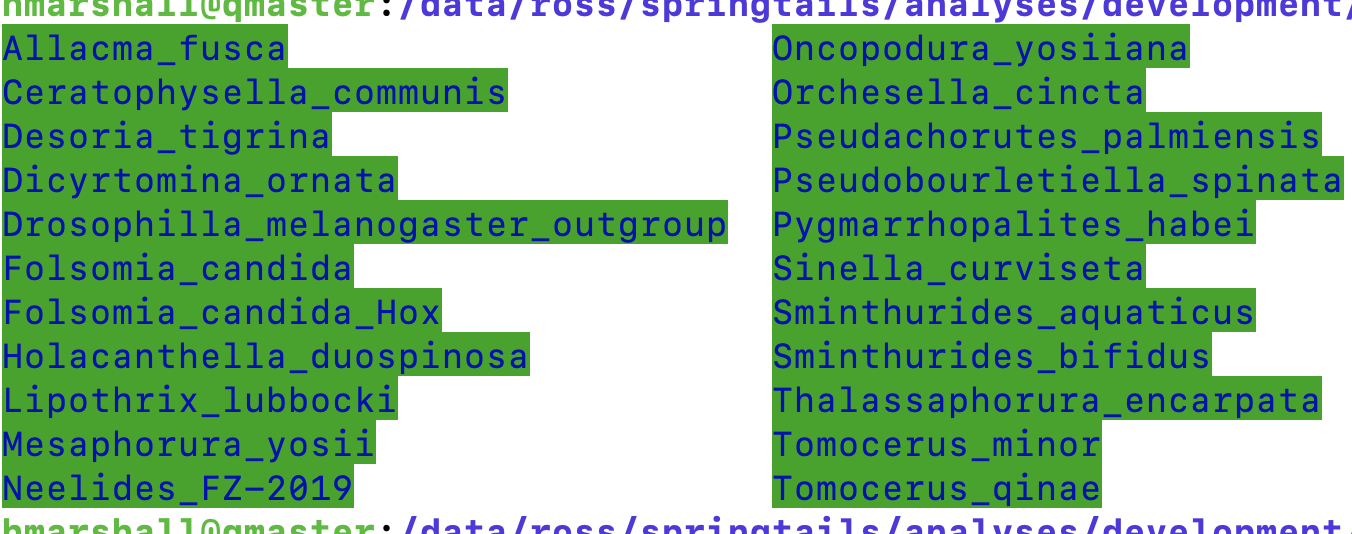 hmarshall@qmaster:/data/ross/springtails/analyses/development/
Allacma_fusca Oncopodura_yosiiana
Ceratophysella_communis Orchesella_cincta
Desoria_tigrina Pseudachorutes_palmiensis
Dicyrtomina_ornata Pseudobourletiella_spinata
Drosophilla_melanogaster_outgroup Pygmarrhopalites_habei
Folsomia_candida Sinella_curviseta
Folsomia_candida_Hox Sminthurides_aquaticus
Holacanthella_duospinosa Sminthurides_bifidus
Lipothrix_lubbocki Thalassaphorura_encarpata
Mesaphorura_yosii Tomocerus_minor
Neelides_FZ-2019 Tomocerus_qinae
hmarshall@qmaster:/data/ross/springtails/analyses/development/